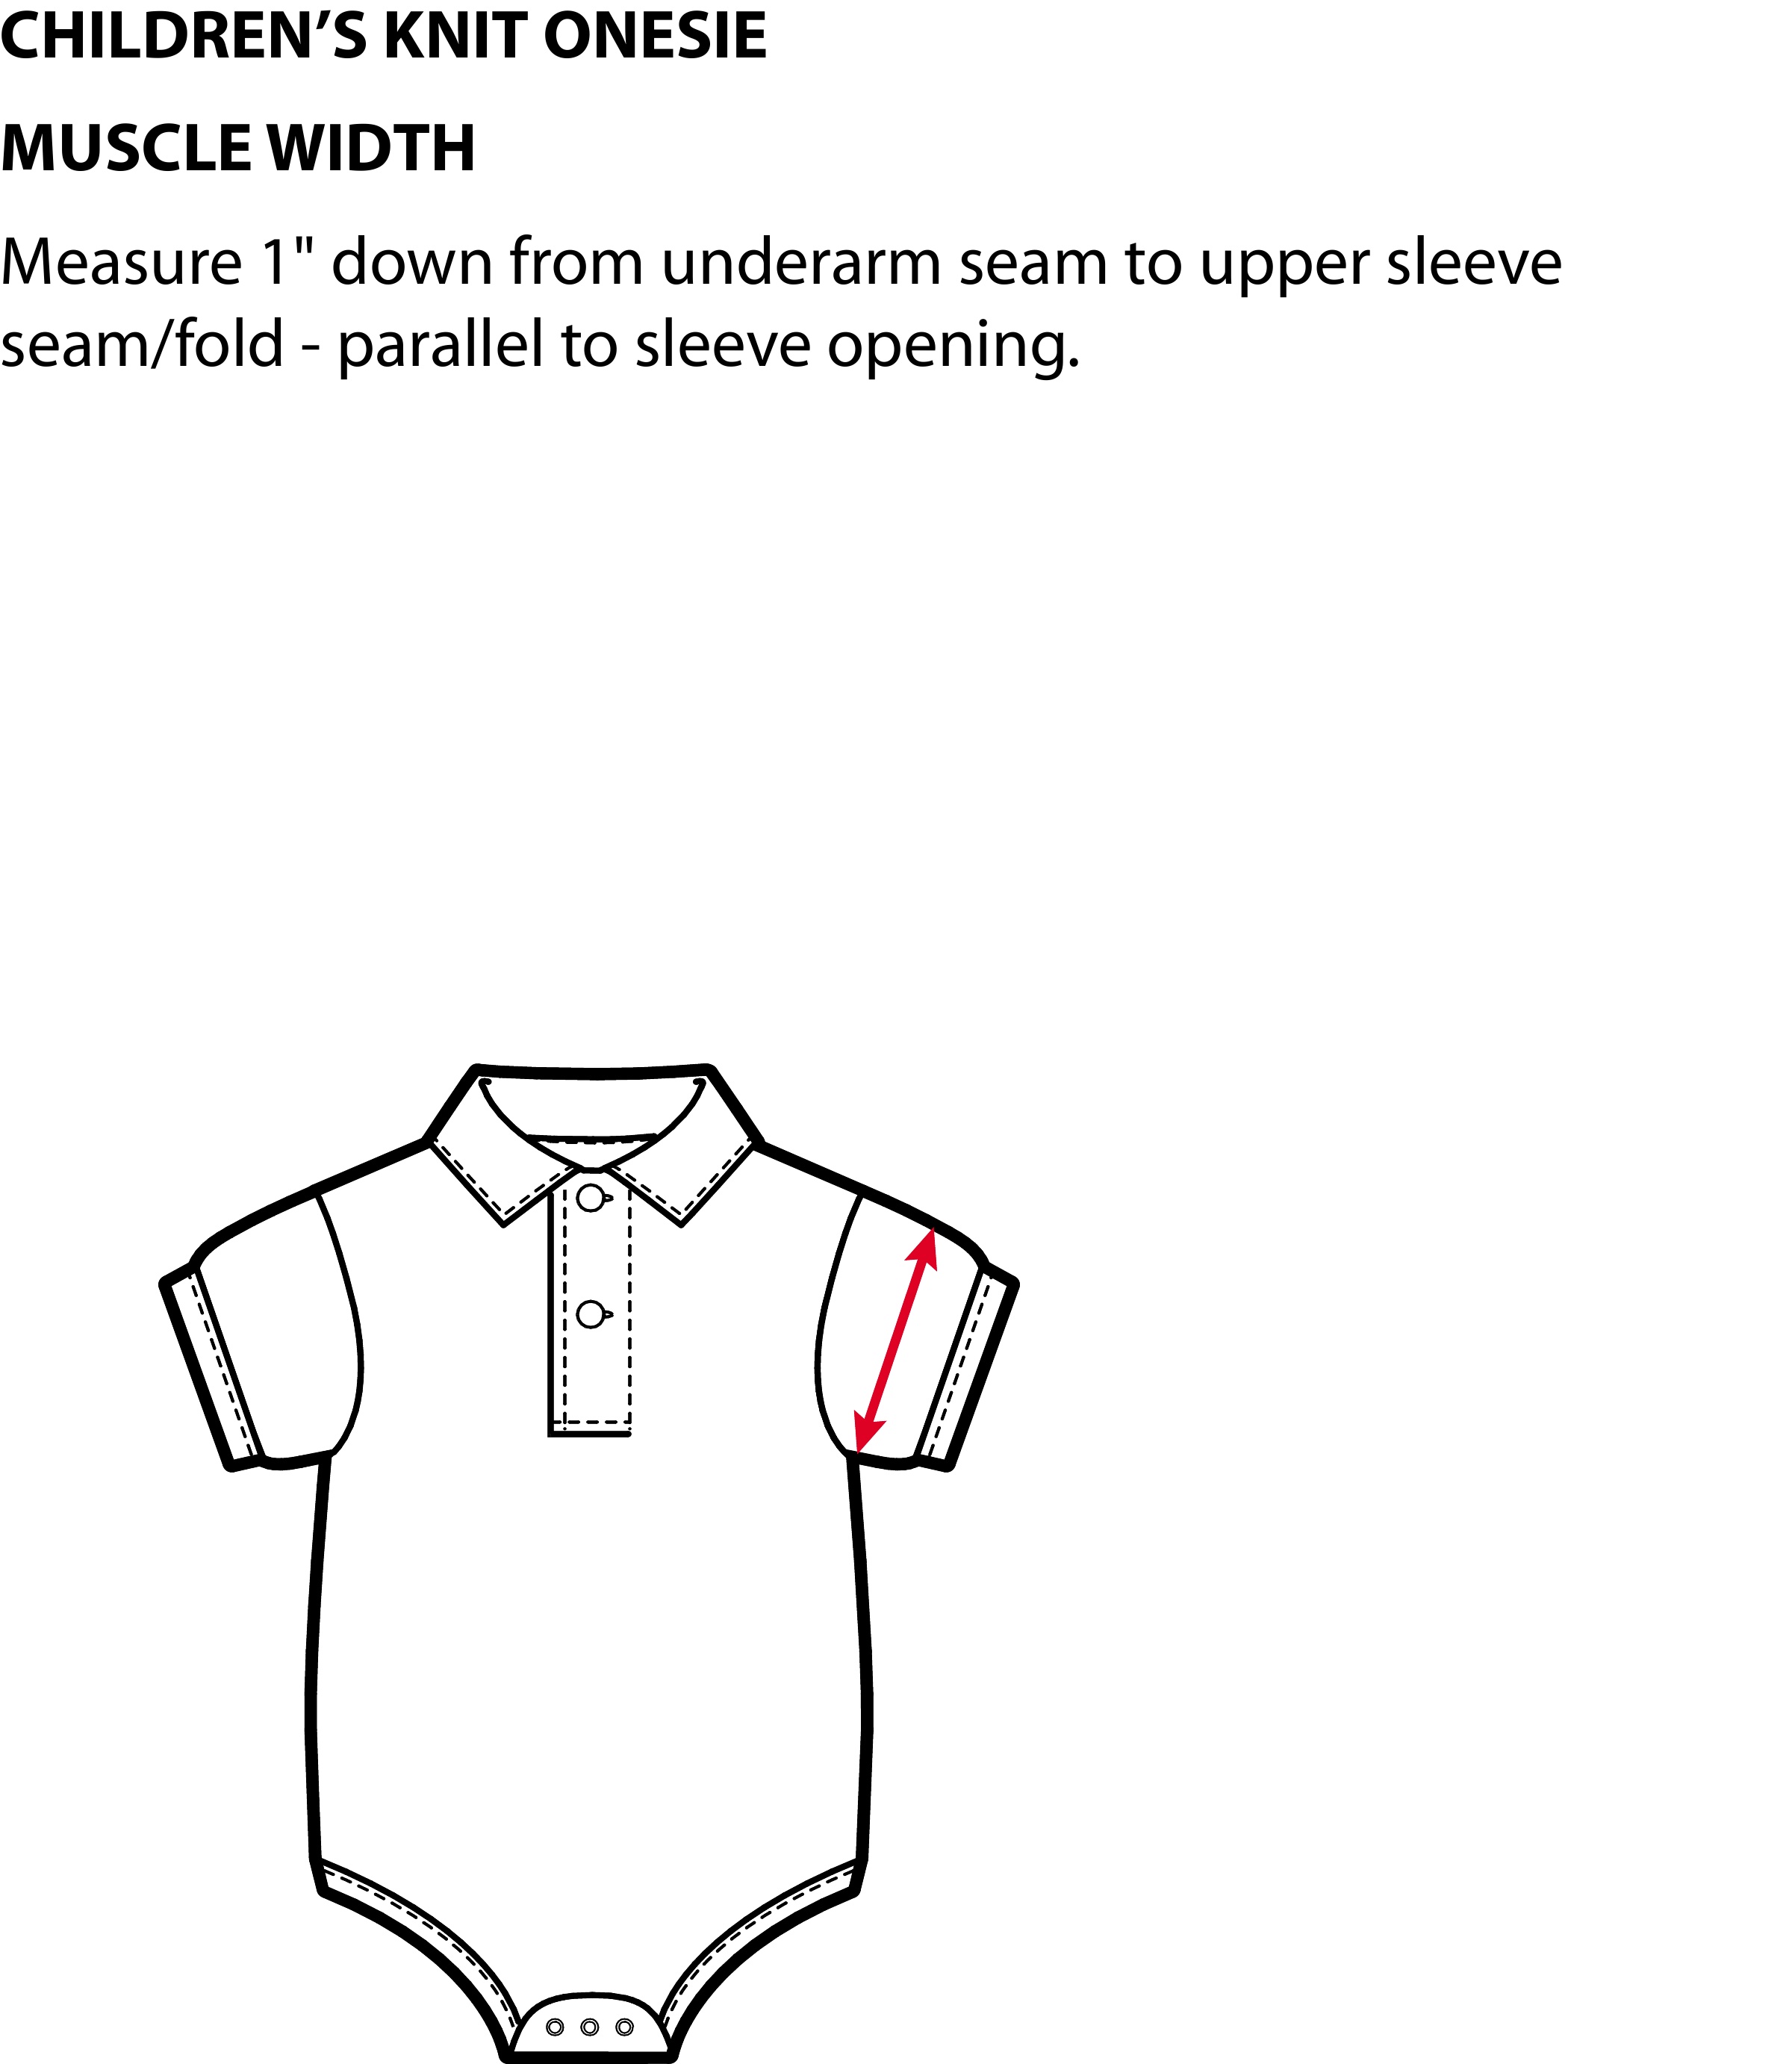 CHILDREN’S KNIT ONESIE
MUSCLE WIDTH
Measure 1" down from underarm seam to upper sleeve
seam/fold - parallel to sleeve opening.